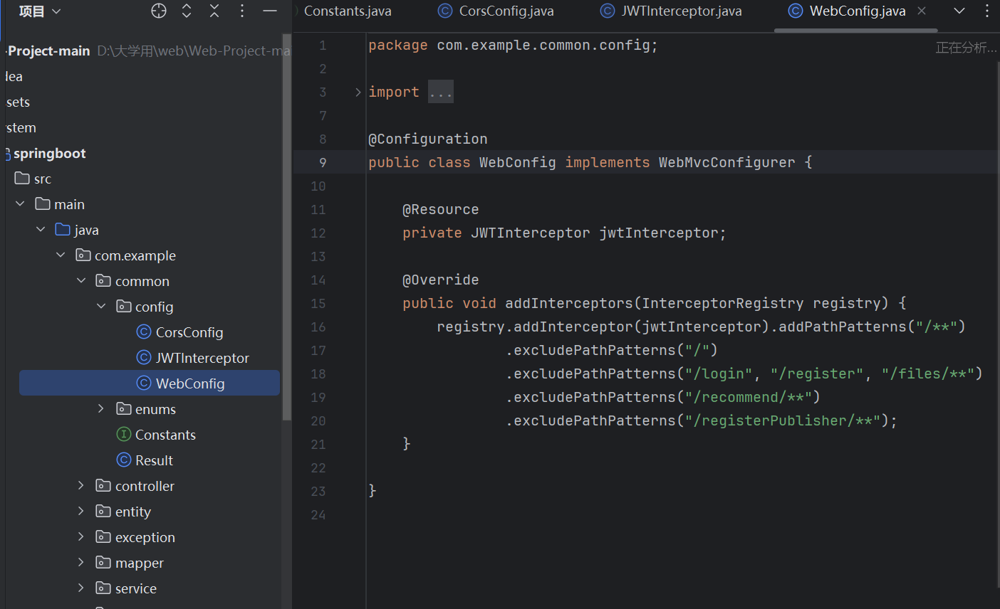 项目
-Project-main D:\大学用\web\Web-Project-ma
dea
sets
stem
springboot
src
main
java
com.example
common
config
CorsConfig
JWTInterceptor
WebConfig
enums
Constants
Result
controller
entity
exception
mapper
service
Constants.java CorsConfig.java JWTInterceptor.java WebConfig.java
正在分析...
1 package com.example.common.config;
2
3 import ...
7
8 @Configuration
9 public class WebConfig implements WebMvcConfigurer {
10
11 @Resource
12 private JWTInterceptor jwtInterceptor;
13
14 @Override
15 public void addInterceptors(InterceptorRegistry registry) {
16 registry.addInterceptor(jwtInterceptor).addPathPatterns("/**")
17 .excludePathPatterns("/")
18 .excludePathPatterns("/login", "/register", "/files/**")
19 .excludePathPatterns("/recommend/**")
20 .excludePathPatterns("/registerPublisher/**");
21 }
22
23 }
24